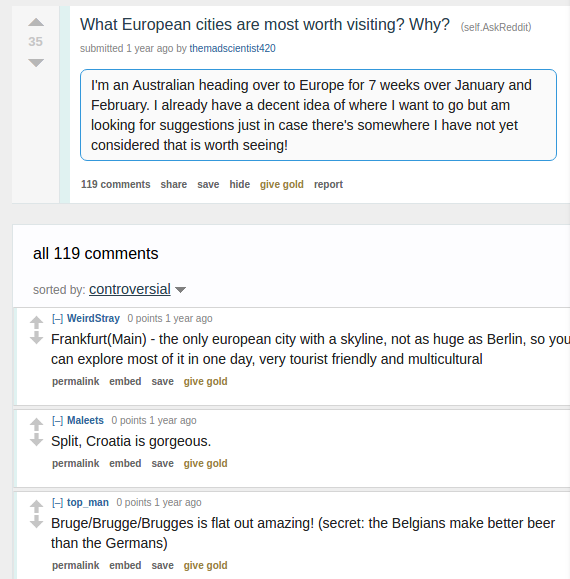 What European cities are most worth visiting? Why? (self.AskReddit)
35
submitted 1 year ago by themadscientist420
I'm an Australian heading over to Europe for 7 weeks over January and
February. I already have a decent idea of where I want to go but am
looking for suggestions just in case there's somewhere I have not yet
considered that is worth seeing!
119 comments share save hide give gold report
all 119 comments
sorted by: controversial
[–] WeirdStray 0 points 1 year ago
Frankfurt(Main) - the only european city with a skyline, not as huge as Berlin, so you
can explore most of it in one day, very tourist friendly and multicultural
permalink embed save give gold
[–] Maleets 0 points 1 year ago
Split, Croatia is gorgeous.
permalink embed save give gold
[–] top_man 0 points 1 year ago
Bruge/Brugge/Brugges is flat out amazing! (secret: the Belgians make better beer
than the Germans)
permalink embed save give gold